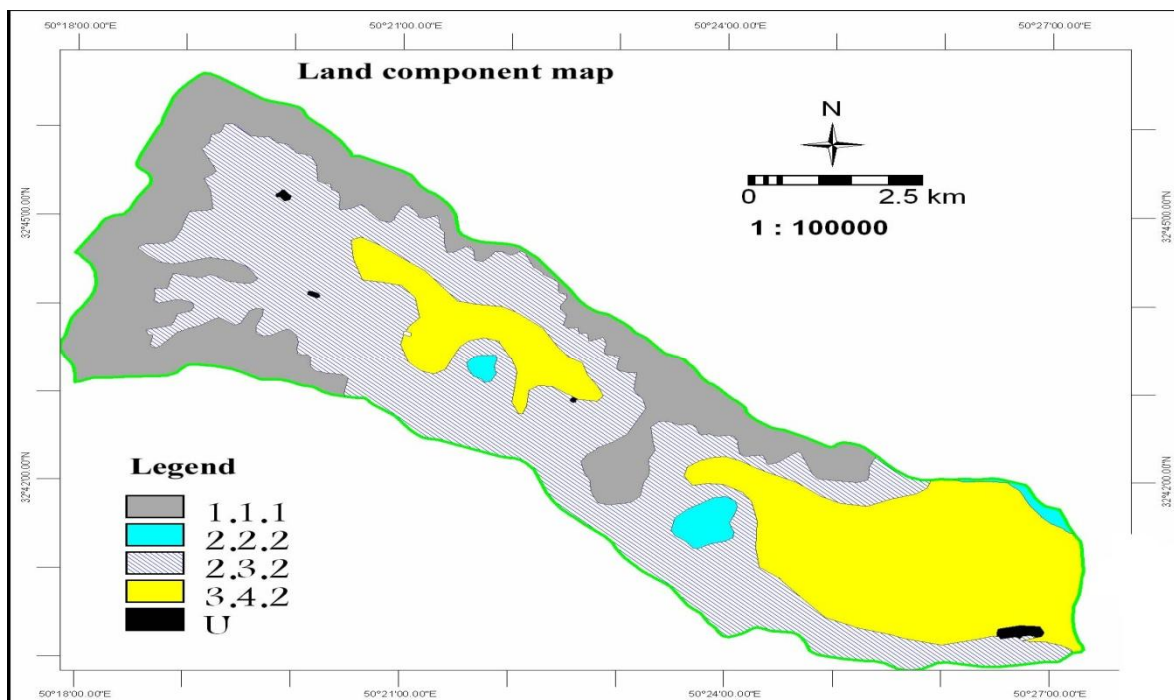 50°18'00.00"E 50°21'00.00"E 50°24'00.00"E 50°27'00.00"E
Land component map
N
0 2.5 km
1 : 100000
32°45'00.00"N 32°45'00.00"N
32°42'00.00"N 32°42'00.00"N
Legend
1.1.1
2.2.2
2.3.2
3.4.2
U
50°18'00.00"E 50°21'00.00"E 50°24'00.00"E 50°27'00.00"E